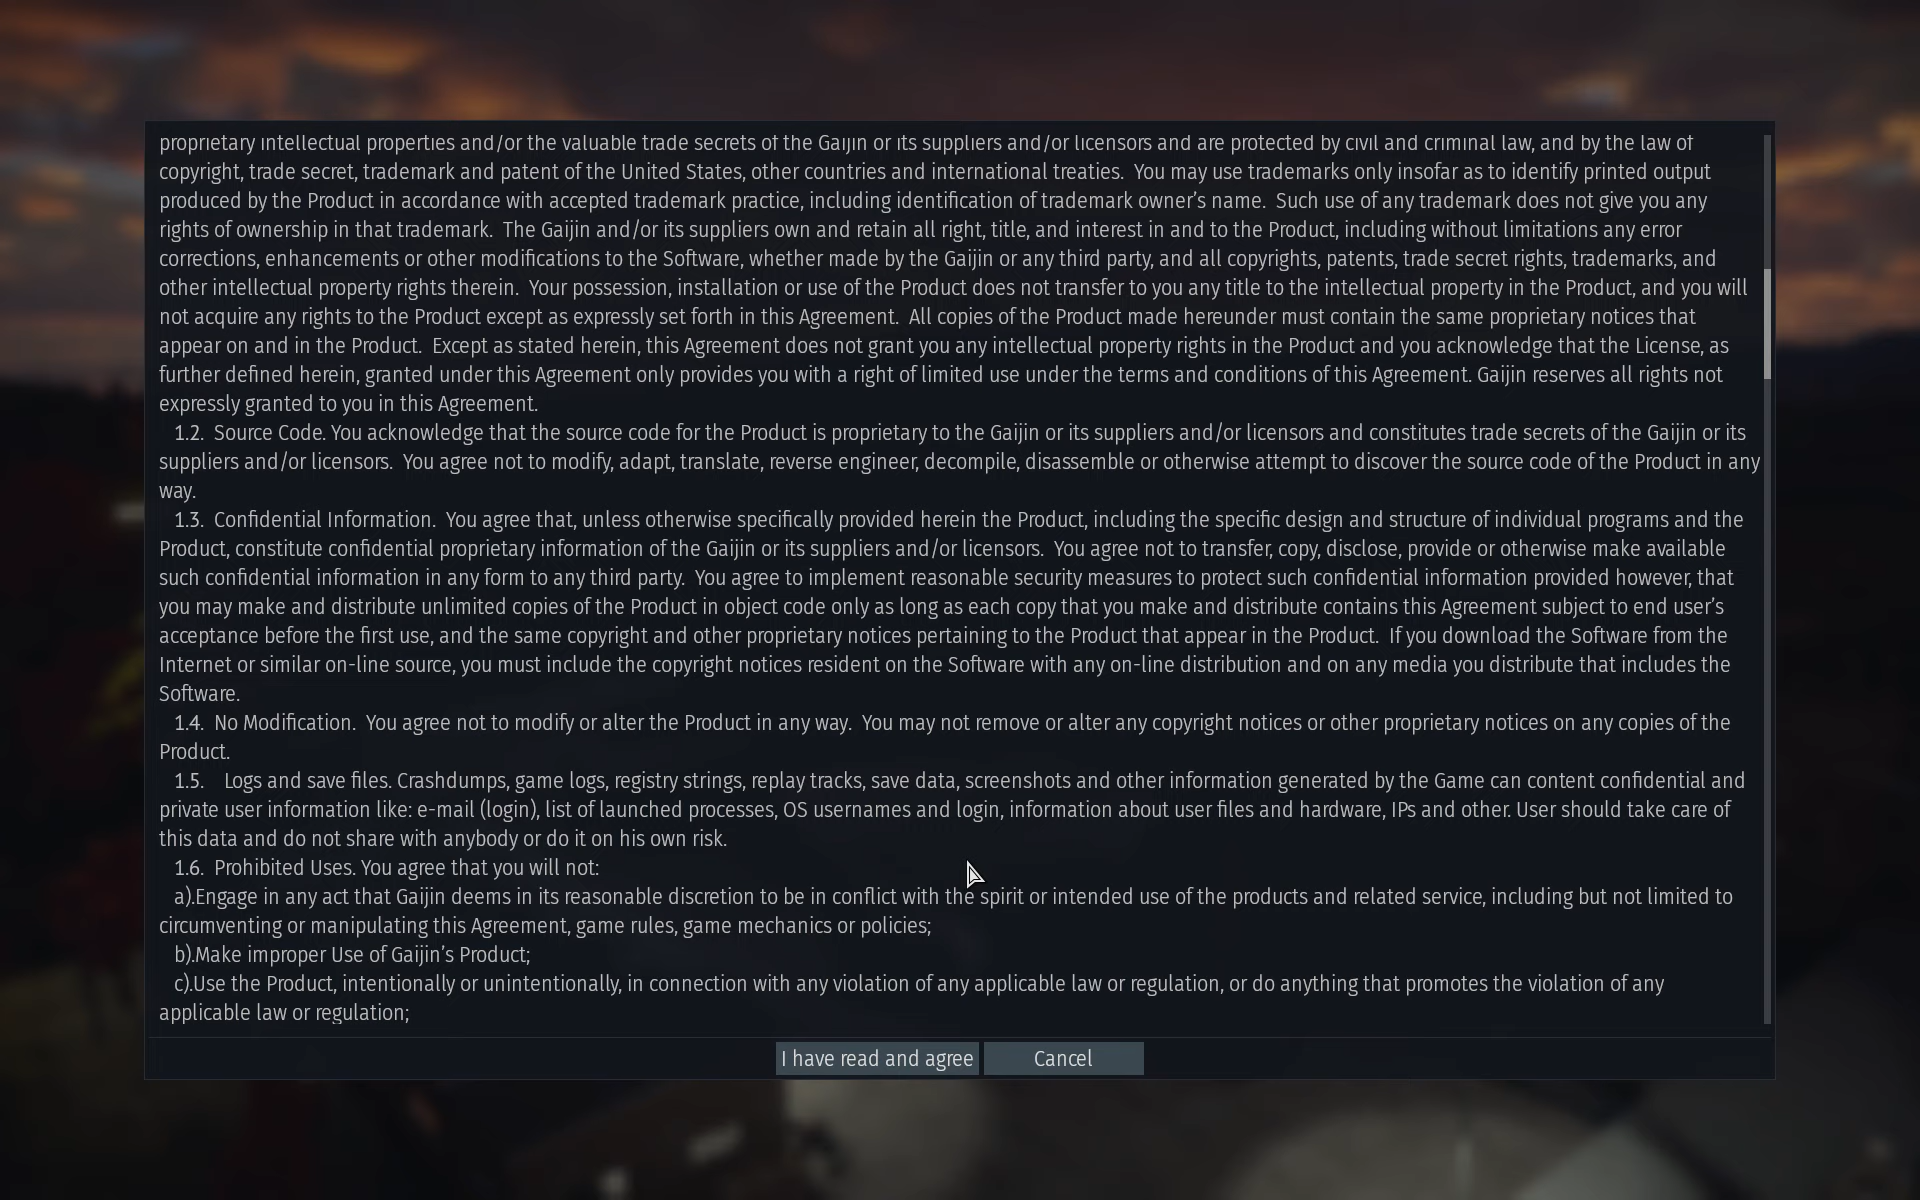 proprietary intellectual properties and/or the valuable trade secrets of the Gaijin or its suppliers and/or licensors and are protected by civil and criminal law, and by the law of
copyright, trade secret, trademark and patent of the United States, other countries and international treaties.  You may use trademarks only insofar as to identify printed output
produced by the Product in accordance with accepted trademark practice, including identification of trademark owner’s name.  Such use of any trademark does not give you any
rights of ownership in that trademark.  The Gaijin and/or its suppliers own and retain all right, title, and interest in and to the Product, including without limitations any error
corrections, enhancements or other modifications to the Software, whether made by the Gaijin or any third party, and all copyrights, patents, trade secret rights, trademarks, and
other intellectual property rights therein.  Your possession, installation or use of the Product does not transfer to you any title to the intellectual property in the Product, and you will
not acquire any rights to the Product except as expressly set forth in this Agreement.  All copies of the Product made hereunder must contain the same proprietary notices that
appear on and in the Product.  Except as stated herein, this Agreement does not grant you any intellectual property rights in the Product and you acknowledge that the License, as
further defined herein, granted under this Agreement only provides you with a right of limited use under the terms and conditions of this Agreement. Gaijin reserves all rights not
expressly granted to you in this Agreement.
1.2.  Source Code. You acknowledge that the source code for the Product is proprietary to the Gaijin or its suppliers and/or licensors and constitutes trade secrets of the Gaijin or its
suppliers and/or licensors.  You agree not to modify, adapt, translate, reverse engineer, decompile, disassemble or otherwise attempt to discover the source code of the Product in any
way.
1.3.  Confidential Information.  You agree that, unless otherwise specifically provided herein the Product, including the specific design and structure of individual programs and the
Product, constitute confidential proprietary information of the Gaijin or its suppliers and/or licensors.  You agree not to transfer, copy, disclose, provide or otherwise make available
such confidential information in any form to any third party.  You agree to implement reasonable security measures to protect such confidential information provided however, that
you may make and distribute unlimited copies of the Product in object code only as long as each copy that you make and distribute contains this Agreement subject to end user’s
acceptance before the first use, and the same copyright and other proprietary notices pertaining to the Product that appear in the Product.  If you download the Software from the
Internet or similar on-line source, you must include the copyright notices resident on the Software with any on-line distribution and on any media you distribute that includes the
Software.
1.4.  No Modification.  You agree not to modify or alter the Product in any way.  You may not remove or alter any copyright notices or other proprietary notices on any copies of the
Product.
1.5.    Logs and save files. Crashdumps, game logs, registry strings, replay tracks, save data, screenshots and other information generated by the Game can content confidential and
private user information like: e-mail (login), list of launched processes, OS usernames and login, information about user files and hardware, IPs and other. User should take care of
this data and do not share with anybody or do it on his own risk.
1.6.  Prohibited Uses. You agree that you will not:
a).Engage in any act that Gaijin deems in its reasonable discretion to be in conflict with the spirit or intended use of the products and related service, including but not limited to
circumventing or manipulating this Agreement, game rules, game mechanics or policies;
b).Make improper Use of Gaijin’s Product;
c).Use the Product, intentionally or unintentionally, in connection with any violation of any applicable law or regulation, or do anything that promotes the violation of any
applicable law or regulation;
I have read and agree
Cancel